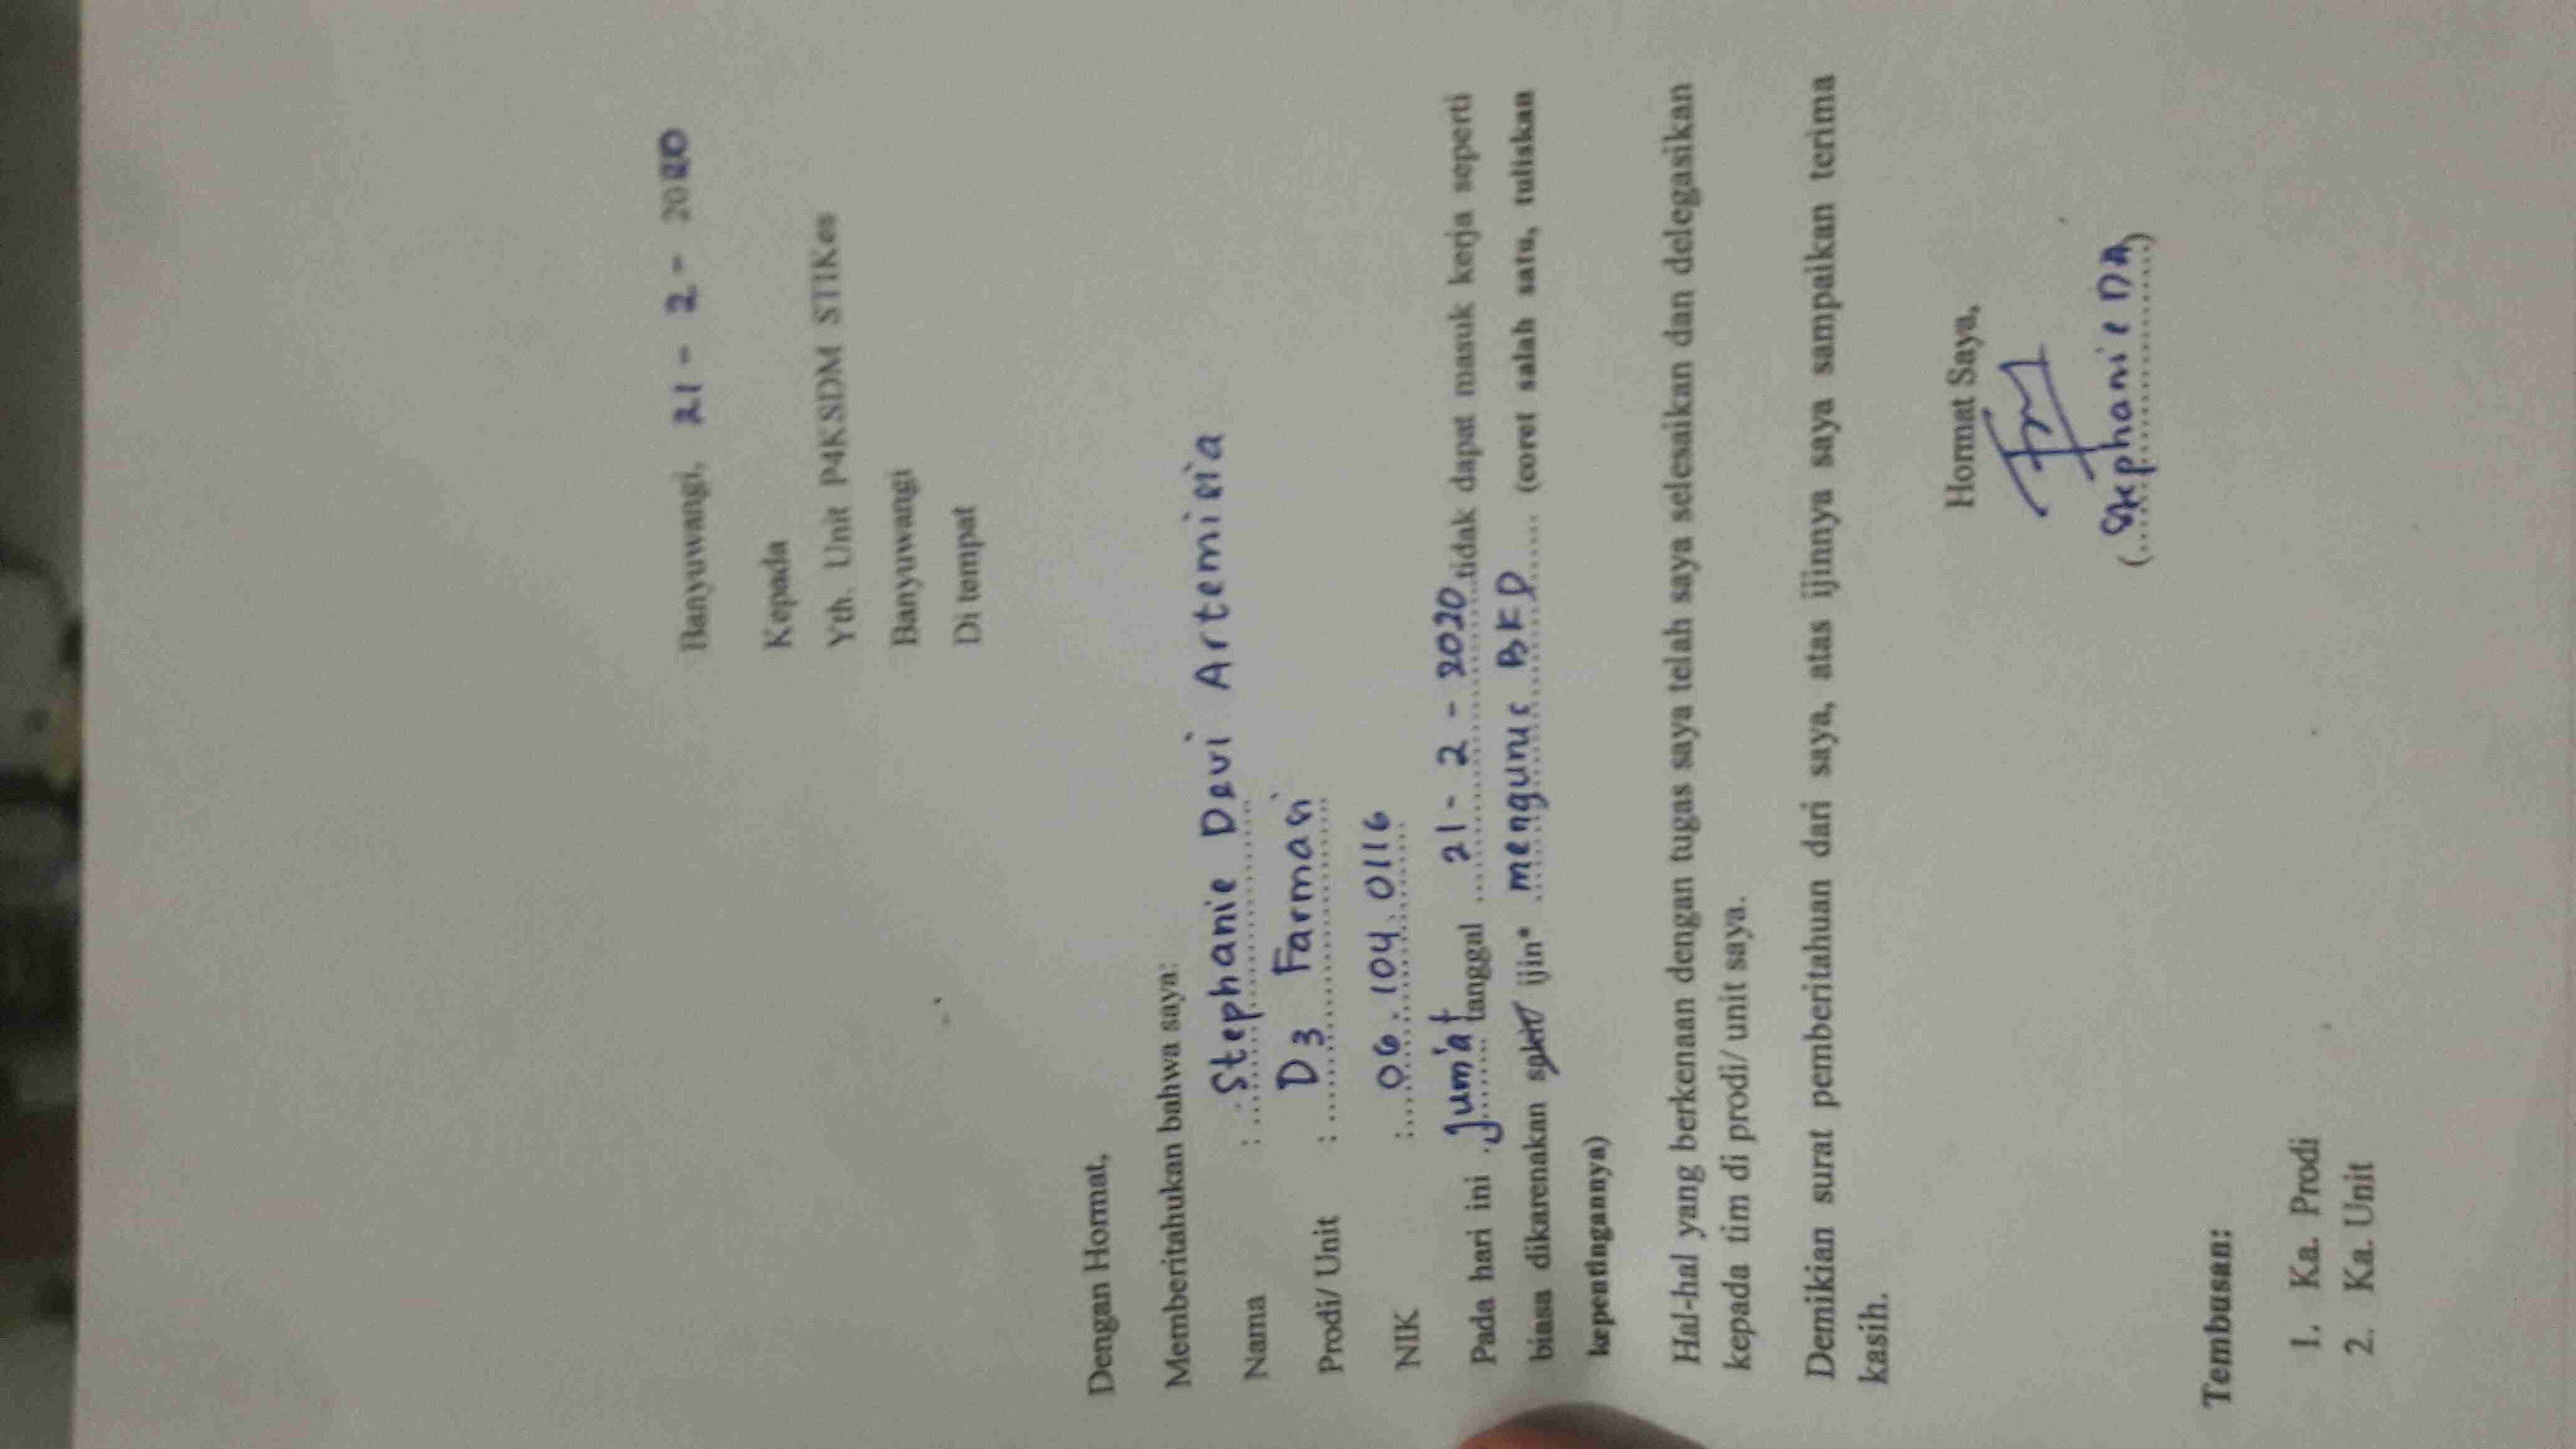 Banyuwangi, 21 - 2 - 2020
Kepada
Yth. Unit P4KSDM STIKes
Banyuwangi
Di tempat
Dengan Hormat,
Memberitahukan bahwa saya:
Nama : Stephanie Devi Artemisia
Prodi/ Unit : D3 Farmasi
NIK : 06.104.0116
Pada hari ini Jum'at tanggal 21 - 2 - 2020 tidak dapat masuk kerja seperti
biasa dikarenakan sakit/ ijin* mengurus BKD (coret salah satu, tuliskan
kepentingannya)
Hal-hal yang berkenaan dengan tugas saya telah saya selesaikan dan delegasikan
kepada tim di prodi/ unit saya.
Demikian surat pemberitahuan dari saya, atas ijinnya saya sampaikan terima
kasih.
Hormat Saya,
(Stephanie DA)
Tembusan:
1. Ka. Prodi
2. Ka. Unit